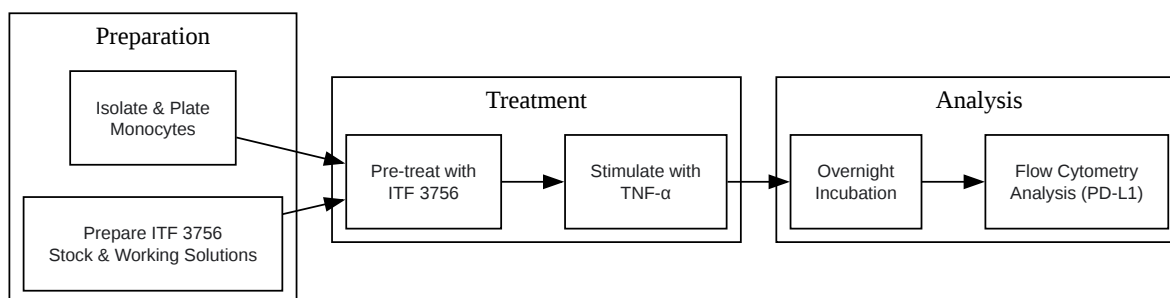 Preparation
Isolate & Plate
Monocytes
Prepare ITF 3756
Stock & Working Solutions
Treatment
Pre-treat with
ITF 3756
Stimulate with
TNF-α
Analysis
Overnight
Incubation
Flow Cytometry
Analysis (PD-L1)